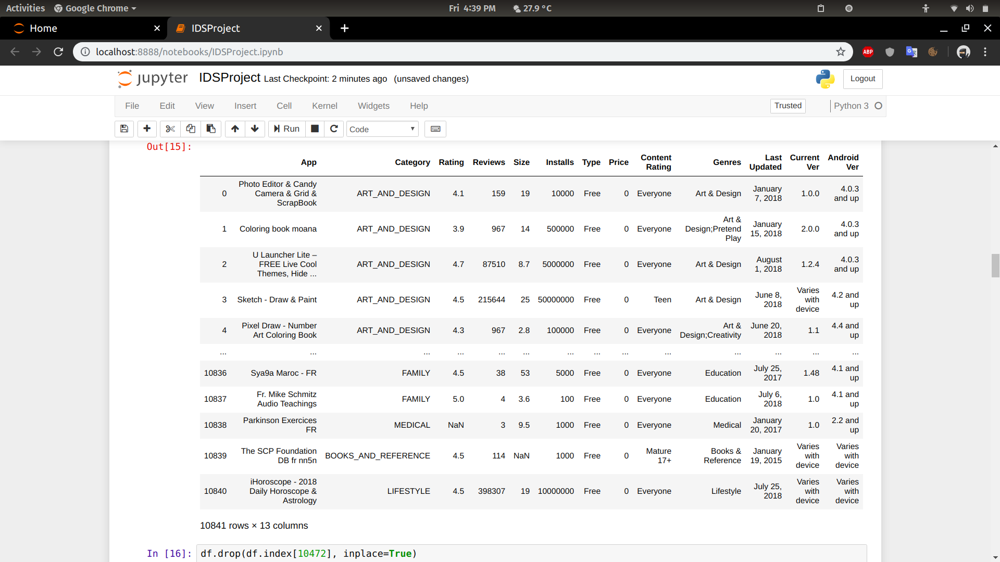 Activities Google Chrome Fri 4:39 PM 27.9 °C
Home IDSProject
localhost:8888/notebooks/IDSProject.ipynb ABP G
jupyter IDSProject Last Checkpoint: 2 minutes ago (unsaved changes) Logout
File Edit View Insert Cell Kernel Widgets Help Trusted Python 3
Run Code
Out[15]:
App Category Rating Reviews Size Installs Type Price Content Rating Genres Last Updated Current Ver Android Ver
0 Photo Editor & Candy Camera & Grid & ScrapBook ART_AND_DESIGN 4.1 159 19 10000 Free 0 Everyone Art & Design January 7, 2018 1.0.0 4.0.3 and up
1 Coloring book moana ART_AND_DESIGN 3.9 967 14 500000 Free 0 Everyone Art & Design;Pretend Play January 15, 2018 2.0.0 4.0.3 and up
2 U Launcher Lite – FREE Live Cool Themes, Hide ... ART_AND_DESIGN 4.7 87510 8.7 5000000 Free 0 Everyone Art & Design August 1, 2018 1.2.4 4.0.3 and up
3 Sketch - Draw & Paint ART_AND_DESIGN 4.5 215644 25 50000000 Free 0 Teen Art & Design June 8, 2018 Varies with device 4.2 and up
4 Pixel Draw - Number Art Coloring Book ART_AND_DESIGN 4.3 967 2.8 100000 Free 0 Everyone Art & Design;Creativity June 20, 2018 1.1 4.4 and up
... ... ... ... ... ... ... ... ... ... ... ... ... ...
10836 Sya9a Maroc - FR FAMILY 4.5 38 53 5000 Free 0 Everyone Education July 25, 2017 1.48 4.1 and up
10837 Fr. Mike Schmitz Audio Teachings FAMILY 5.0 4 3.6 100 Free 0 Everyone Education July 6, 2018 1.0 4.1 and up
10838 Parkinson Exercices FR MEDICAL NaN 3 9.5 1000 Free 0 Everyone Medical January 20, 2017 1.0 2.2 and up
10839 The SCP Foundation DB fr nn5n BOOKS_AND_REFERENCE 4.5 114 NaN 1000 Free 0 Mature 17+ Books & Reference January 19, 2015 Varies with device Varies with device
10840 iHoroscope - 2018 Daily Horoscope & Astrology LIFESTYLE 4.5 398307 19 10000000 Free 0 Everyone Lifestyle July 25, 2018 Varies with device Varies with device
10841 rows × 13 columns
In [16]: df.drop(df.index[10472], inplace=True)